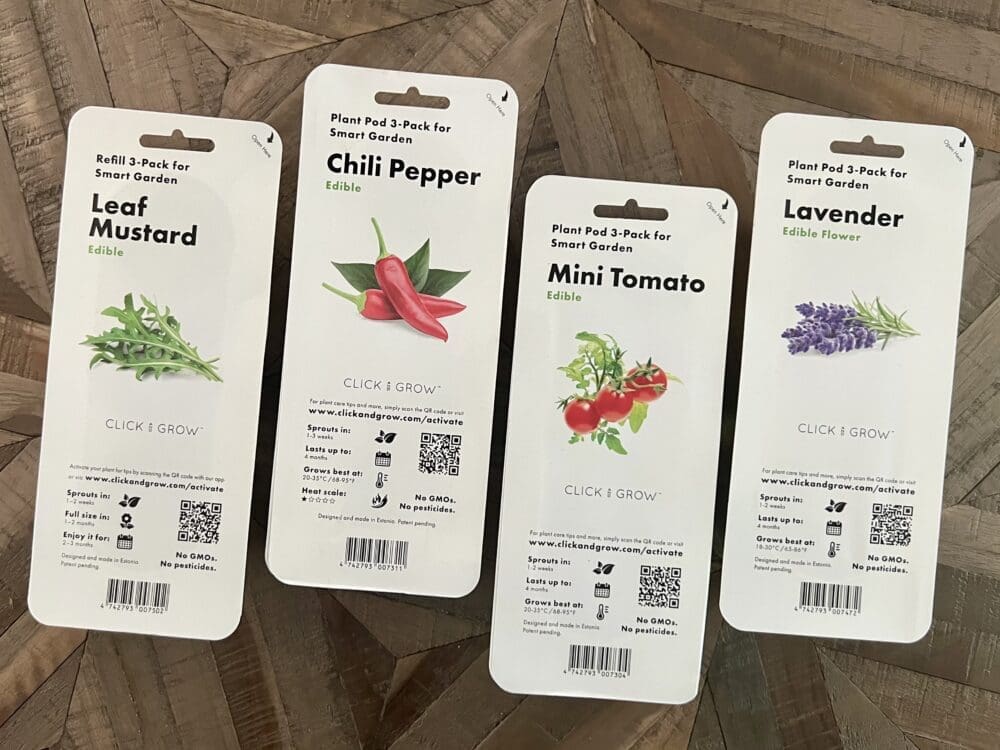 Open Here
Refill 3-Pack for
Smart Garden
Leaf
Mustard
Edible
CLICK AND GROW™
Activate your plant for tips by scanning the QR code with our app
or via www.clickandgrow.com/activate
Sprouts in:
1-2 weeks
Full size in:
1-2 months
Enjoy it for:
2-3 months
No GMOs.
No pesticides.
Designed and made in Estonia.
Patent pending.
4 742793 007502
Open Here
Plant Pod 3-Pack for
Smart Garden
Chili Pepper
Edible
CLICK AND GROW™
For plant care tips and more, simply scan the QR code or visit
www.clickandgrow.com/activate
Sprouts in:
1-3 weeks
Lasts up to:
4 months
Grows best at:
20-35°C/68-95°F
Heat scale:
★☆☆☆☆
No GMOs.
No pesticides.
Designed and made in Estonia. Patent pending.
4 742793 007311
Open Here
Plant Pod 3-Pack for
Smart Garden
Mini Tomato
Edible
CLICK AND GROW™
For plant care tips and more, simply scan the QR code or visit
www.clickandgrow.com/activate
Sprouts in:
1-2 weeks
Lasts up to:
4 months
Grows best at:
20-35°C/68-95°F
No GMOs.
No pesticides.
Designed and made in Estonia.
Patent pending.
4 742793 007304
Open Here
Plant Pod 3-Pack for
Smart Garden
Lavender
Edible Flower
CLICK AND GROW™
For plant care tips and more, simply scan the QR code or visit
www.clickandgrow.com/activate
Sprouts in:
1-2 weeks
Lasts up to:
4 months
Grows best at:
18-30°C/65-86°F
No GMOs.
No pesticides.
Designed and made in Estonia.
Patent pending.
4 742793 007472